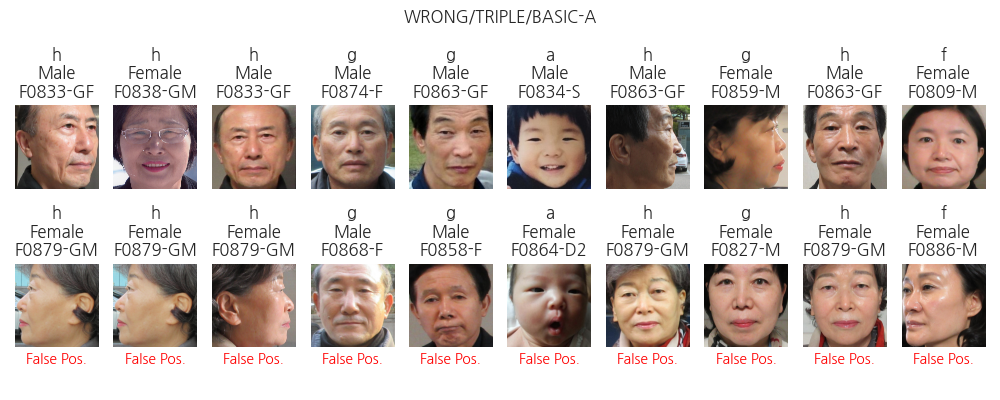 WRONG/TRIPLE/BASIC-A
h h h g g a h g h f
Male Female Male Male Male Male Male Female Male Female
F0833-GF F0838-GM F0833-GF F0874-F F0863-GF F0834-S F0863-GF F0859-M F0863-GF F0809-M
h h h g g a h g h f
Female Female Female Male Male Female Female Female Female Female
F0879-GM F0879-GM F0879-GM F0868-F F0858-F F0864-D2 F0879-GM F0827-M F0879-GM F0886-M
False Pos. False Pos. False Pos. False Pos. False Pos. False Pos. False Pos. False Pos. False Pos. False Pos.